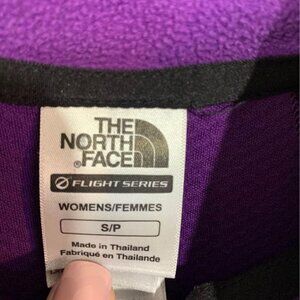 THE
NORTH
FACE
FLIGHT SERIES
WOMENS/FEMMES
S/P
Made in Thailand
Fabriqué en Thaïlande